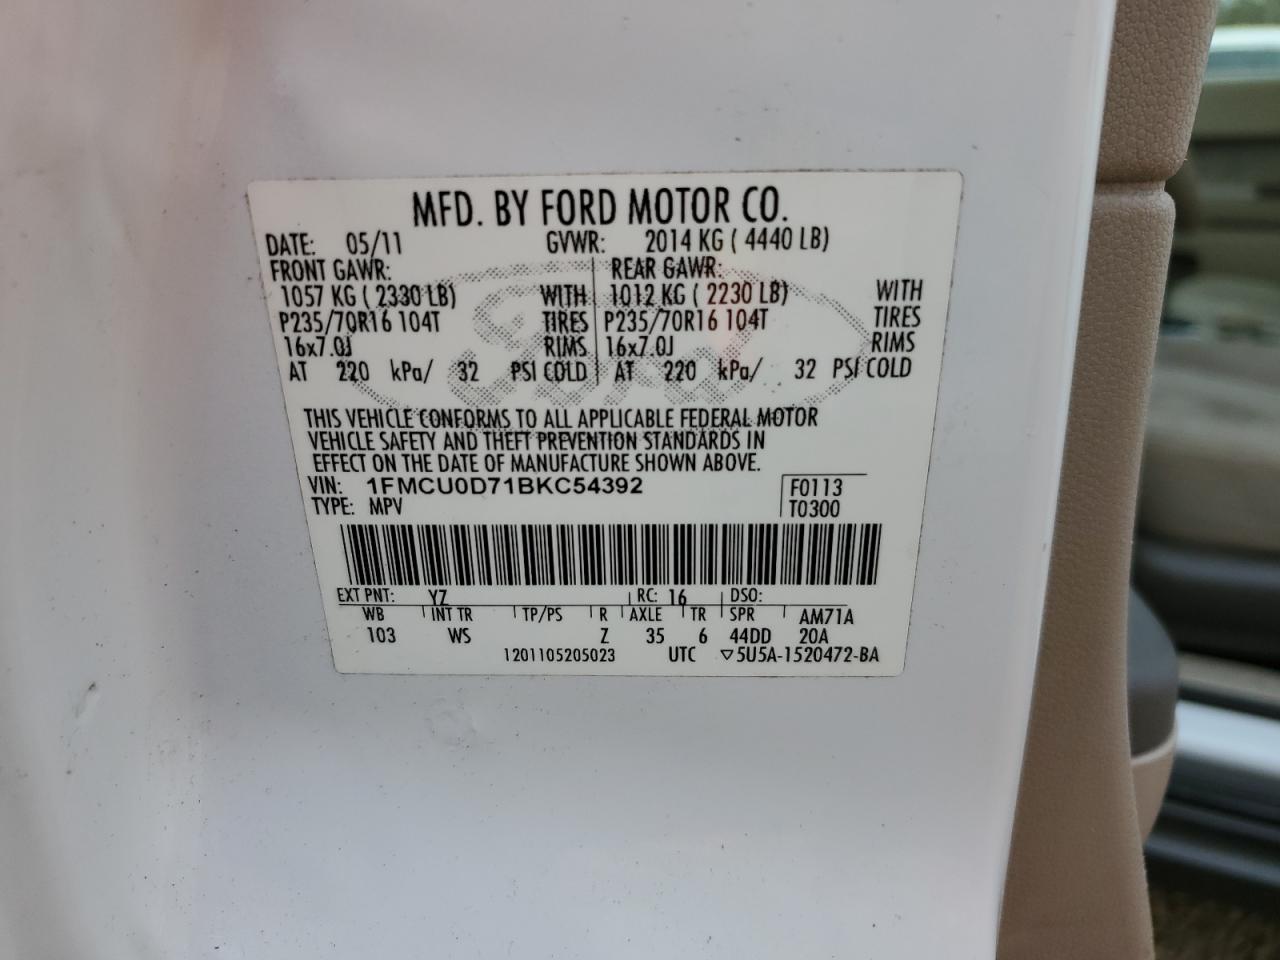 MFD. BY FORD MOTOR CO.
DATE: 05/11 GVWR: 2014 KG ( 4440 LB)
FRONT GAWR: REAR GAWR:
1057 KG ( 2330 LB) WITH 1012 KG ( 2230 LB) WITH
P235/70R16 104T TIRES P235/70R16 104T TIRES
16x7.0J RIMS 16x7.0J RIMS
AT 220 kPa/ 32 PSI COLD AT 220 kPa/ 32 PSI COLD
Ford
THIS VEHICLE CONFORMS TO ALL APPLICABLE FEDERAL MOTOR
VEHICLE SAFETY AND THEFT PREVENTION STANDARDS IN
EFFECT ON THE DATE OF MANUFACTURE SHOWN ABOVE.
VIN: 1FMCU0D71BKC54392 F0113
TYPE: MPV T0300
EXT PNT: YZ RC: 16 DSO:
WB INT TR TP/PS R AXLE TR SPR AM71A
103 WS Z 35 6 44DD 20A
1201105205023 UTC ▽5U5A-1520472-BA